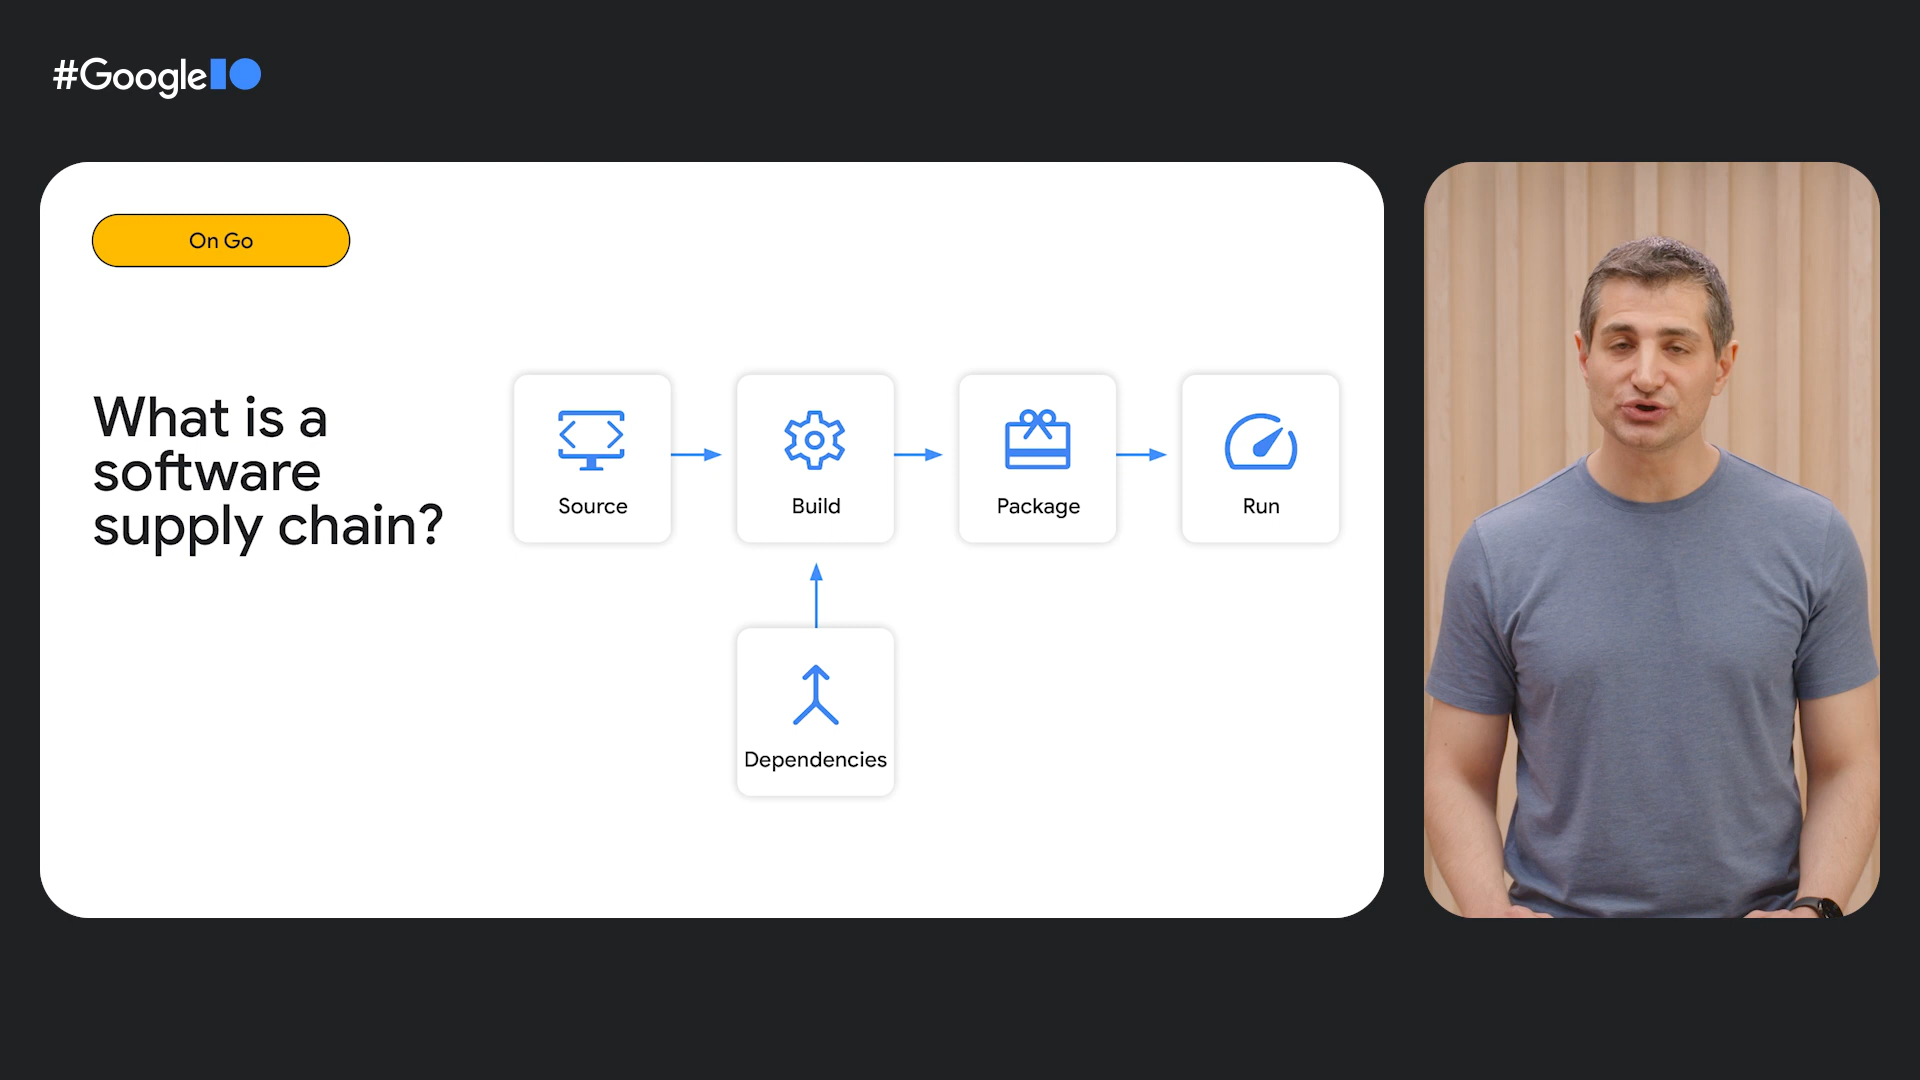 #GoogleIO
On Go
What is a
software
supply chain?
Source
Build
Package
Run
Dependencies